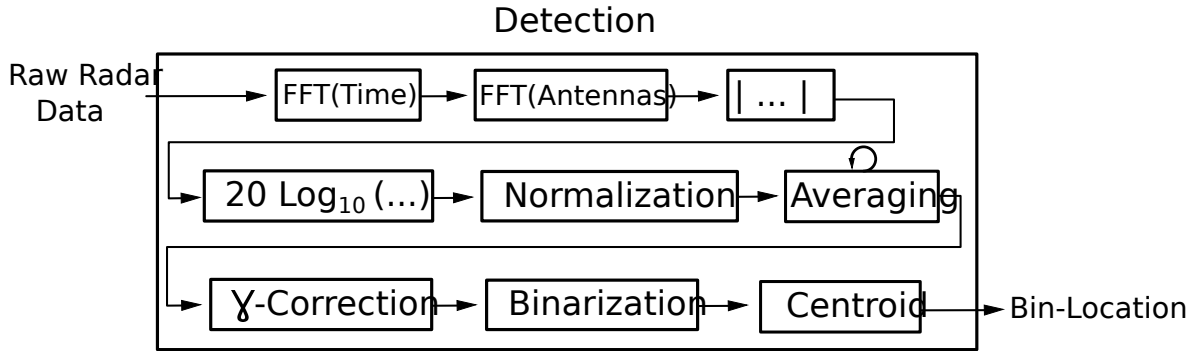 Detection
Raw Radar
Data
FFT(Time)
FFT(Antennas)
| ... |
20 Log₁₀ (...)
Normalization
Averaging
ɣ-Correction
Binarization
Centroid
Bin-Location